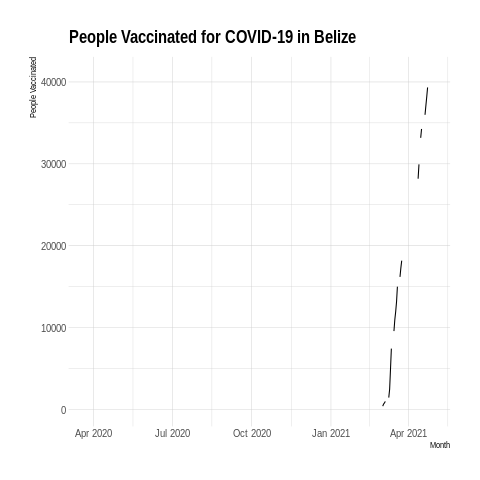 People Vaccinated for COVID-19 in Belize
People Vaccinated
40000
30000
20000
10000
0
Apr 2020 Jul 2020 Oct 2020 Jan 2021 Apr 2021
Month